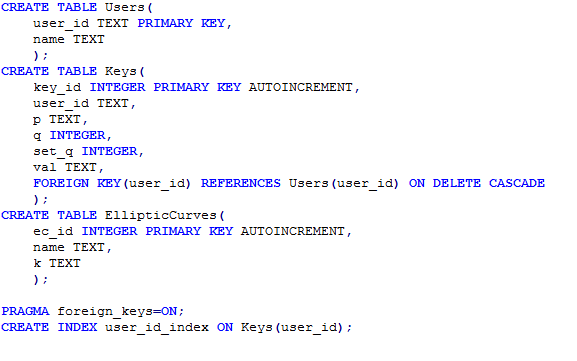 CREATE TABLE Users(
    user_id TEXT PRIMARY KEY,
    name TEXT
    );
CREATE TABLE Keys(
    key_id INTEGER PRIMARY KEY AUTOINCREMENT,
    user_id TEXT,
    p TEXT,
    q INTEGER,
    set_q INTEGER,
    val TEXT,
    FOREIGN KEY(user_id) REFERENCES Users(user_id) ON DELETE CASCADE
    );
CREATE TABLE EllipticCurves(
    ec_id INTEGER PRIMARY KEY AUTOINCREMENT,
    name TEXT,
    k TEXT
    );
PRAGMA foreign_keys=ON;
CREATE INDEX user_id_index ON Keys(user_id);